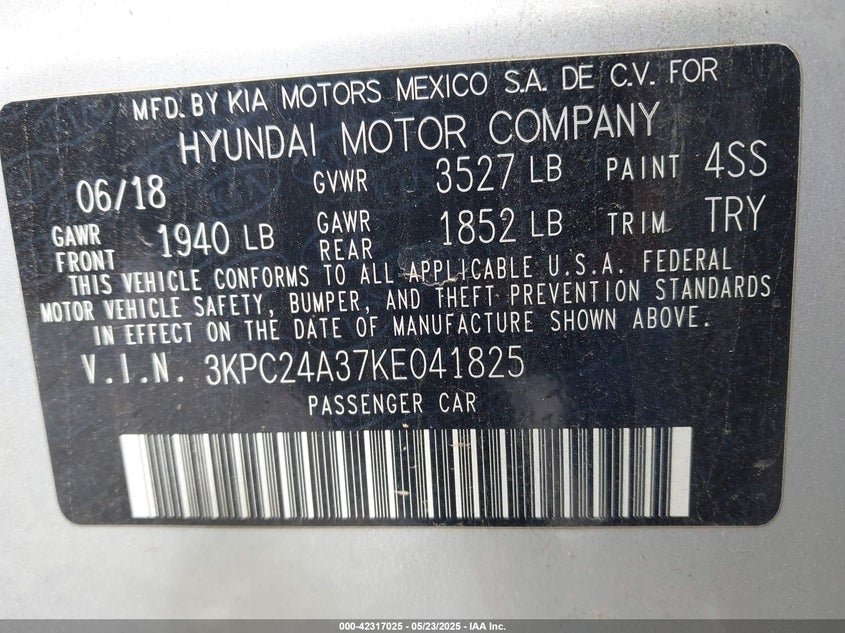 MFD. BY KIA MOTORS MEXICO S.A. DE C.V. FOR
HYUNDAI MOTOR COMPANY
06/18 GVWR 3527 LB PAINT 4SS
GAWR FRONT 1940 LB GAWR REAR 1852 LB TRIM TRY
THIS VEHICLE CONFORMS TO ALL APPLICABLE U.S.A. FEDERAL
MOTOR VEHICLE SAFETY, BUMPER, AND THEFT PREVENTION STANDARDS
IN EFFECT ON THE DATE OF MANUFACTURE SHOWN ABOVE.
V.I.N. 3KPC24A37KE041825
PASSENGER CAR
000-42317025 - 05/23/2025 - IAA Inc.